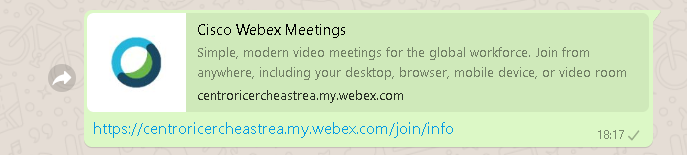 Cisco Webex Meetings
Simple, modern video meetings for the global workforce. Join from
anywhere, including your desktop, browser, mobile device, or video room
centroricercheastrea.my.webex.com
https://centroricercheastrea.my.webex.com/join/info
18:17